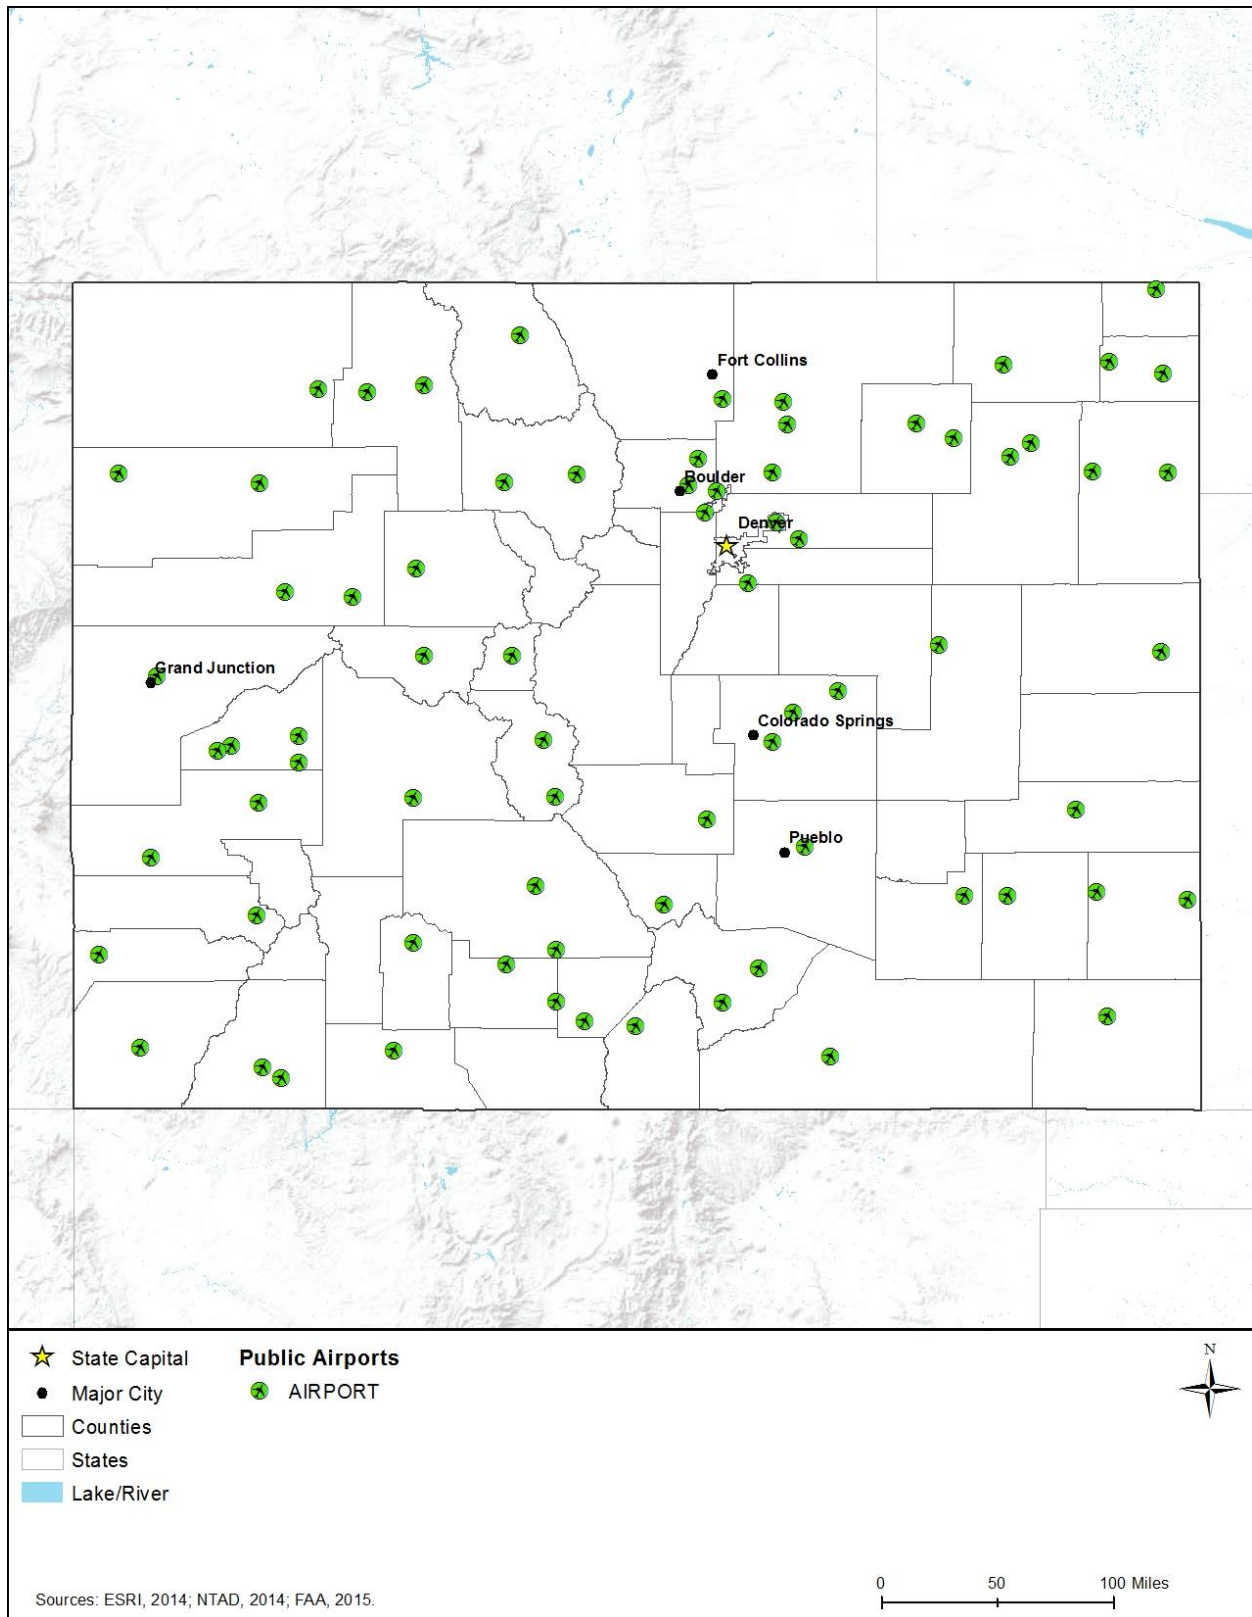 Fort Collins
Boulder
Denver
Grand Junction
Colorado Springs
Pueblo
State Capital
Major City
Counties
States
Lake/River
Public Airports
AIRPORT
N
0 50 100 Miles
Sources: ESRI, 2014; NTAD, 2014; FAA, 2015.